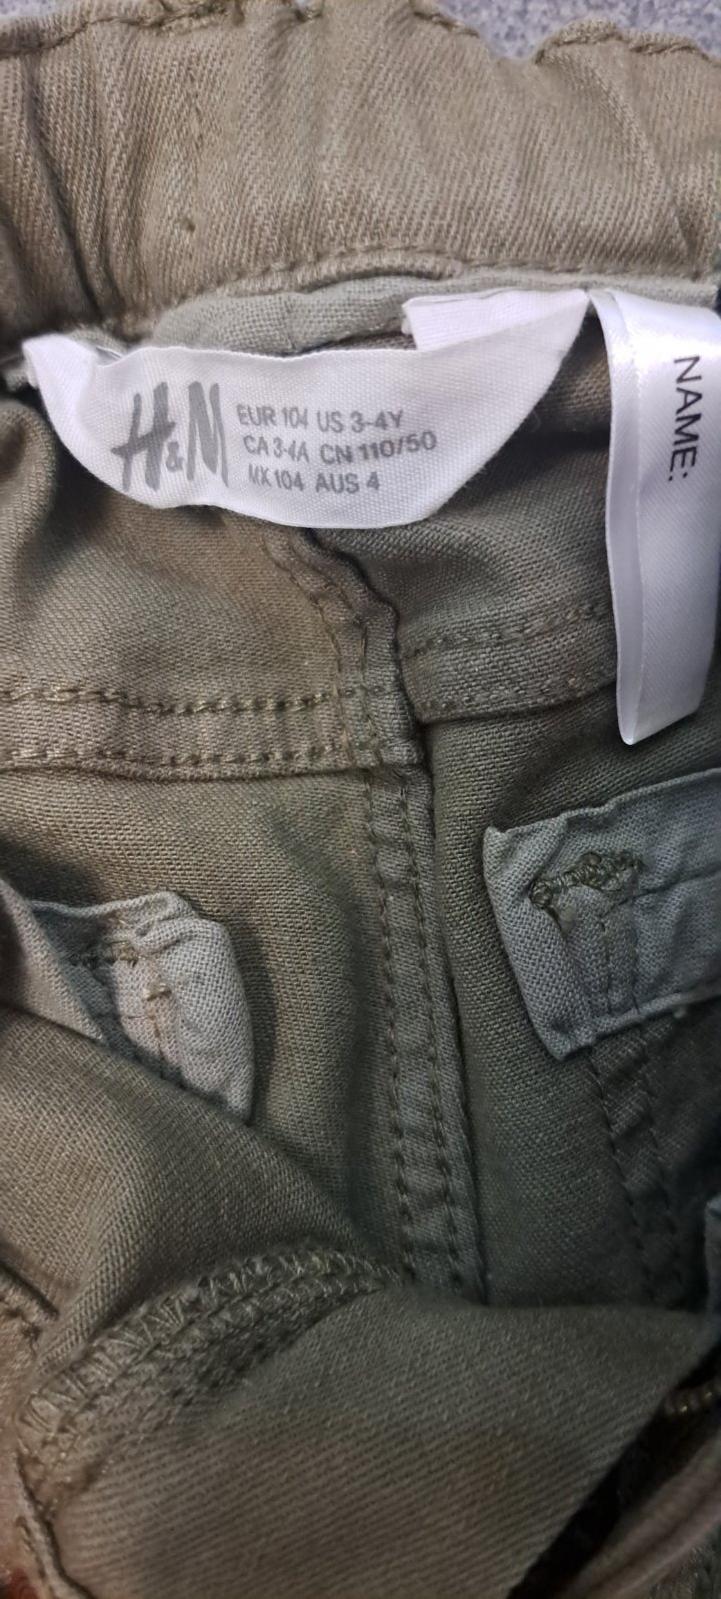 H&M
EUR 104 US 3-4Y
CA 3-4A CN 110/50
MX 104 AUS 4
NAME: